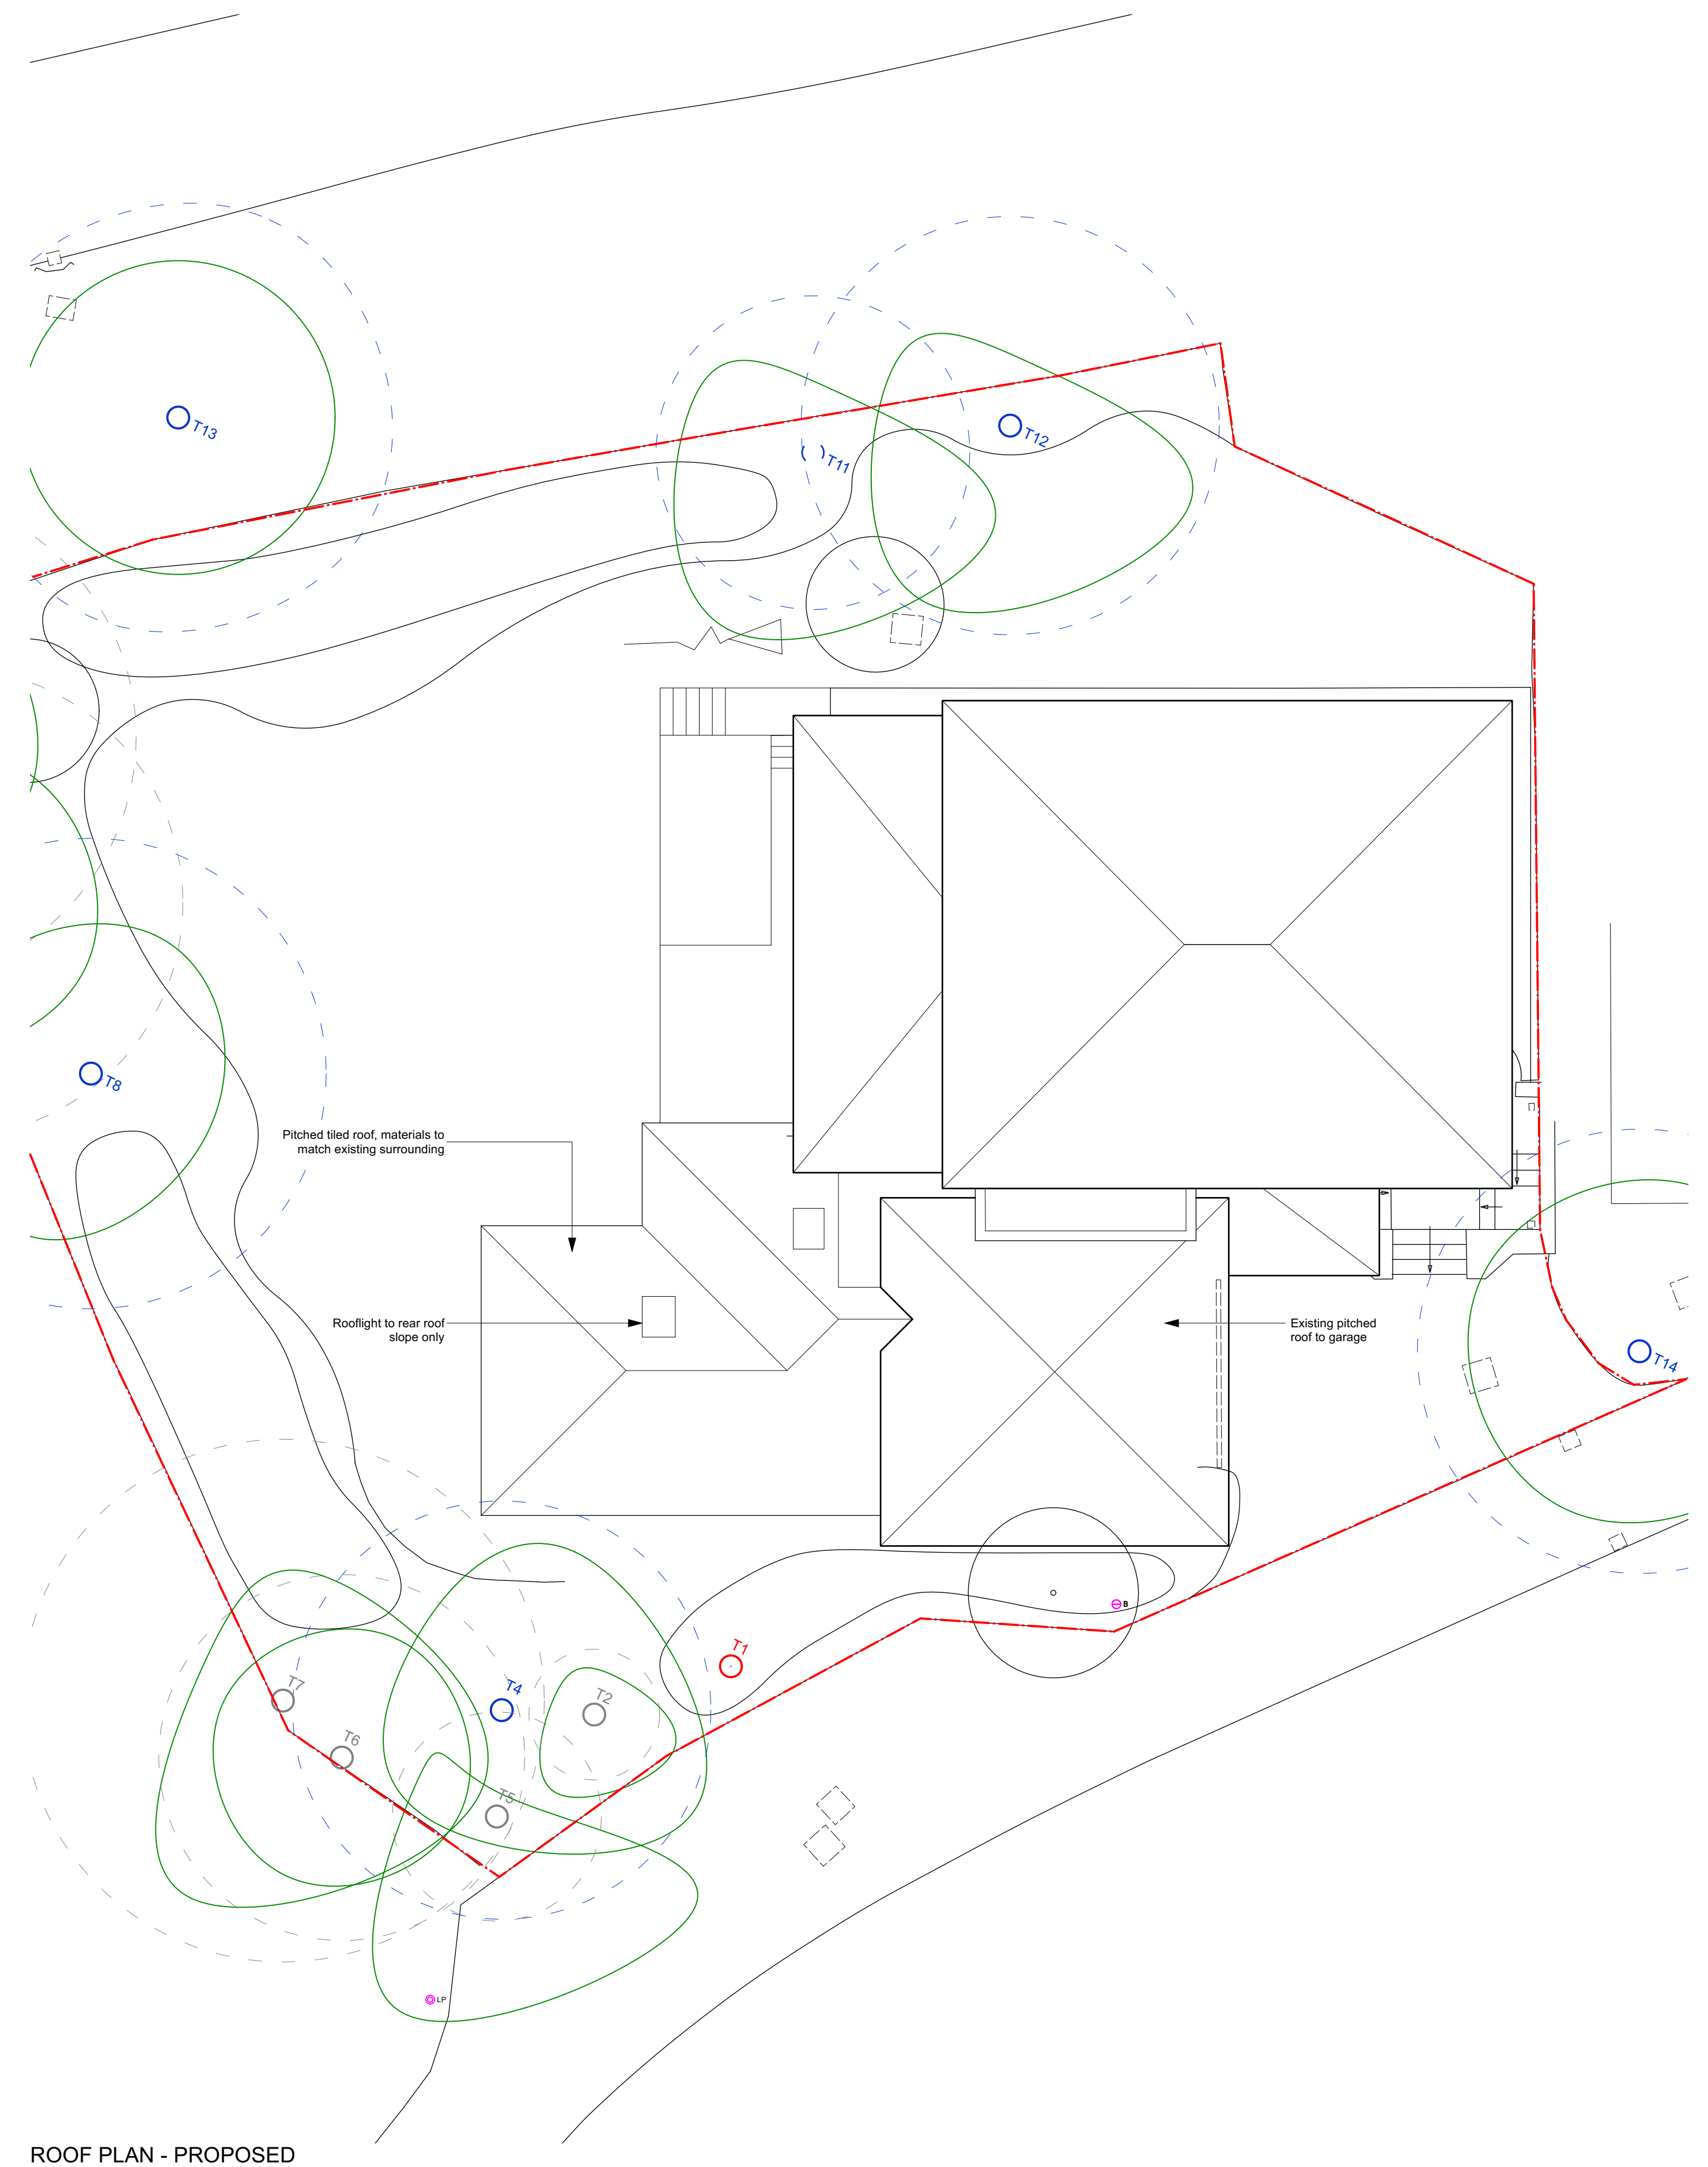 T13
T12
T11
T8
Pitched tiled roof, materials to
match existing surrounding
Rooflight to rear roof
slope only
Existing pitched
roof to garage
T14
B
T1
T7
T4
T2
T6
T5
LP
ROOF PLAN - PROPOSED